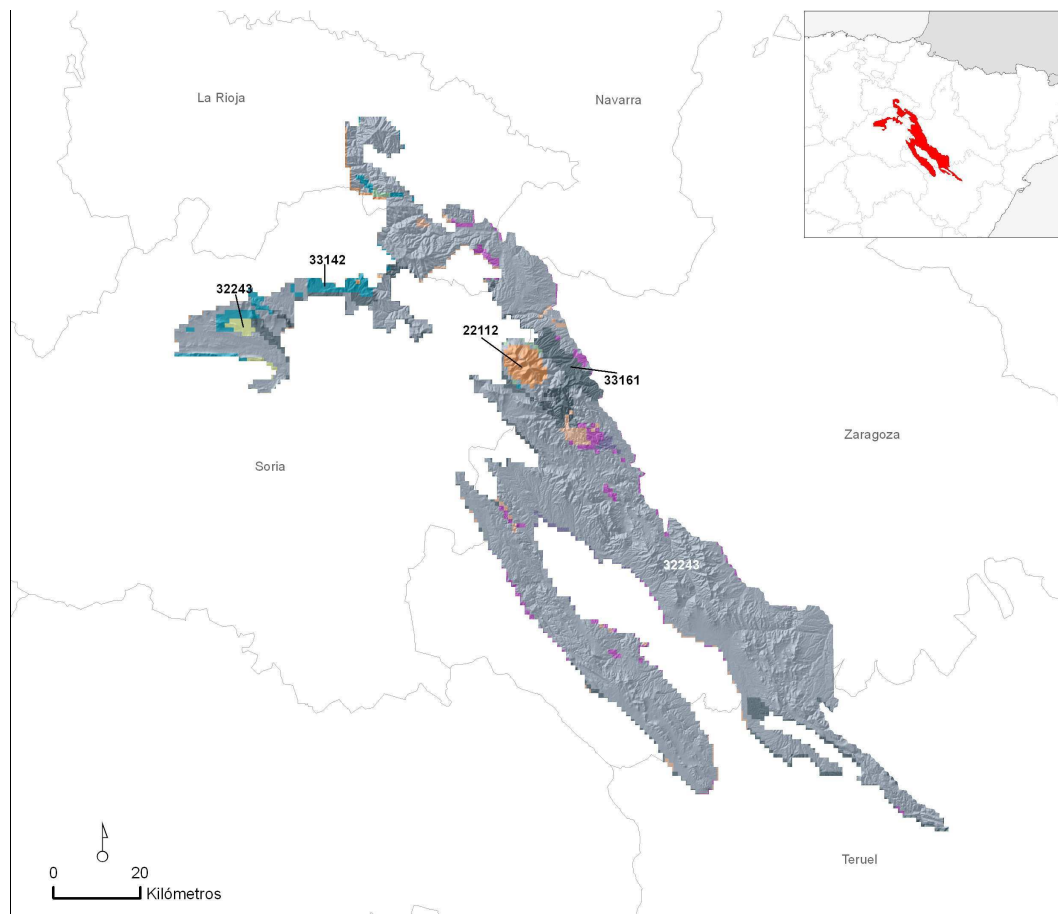 La Rioja
Navarra
33142
32243
22112
33161
Zaragoza
Soria
32243
Teruel
0 20
Kilómetros